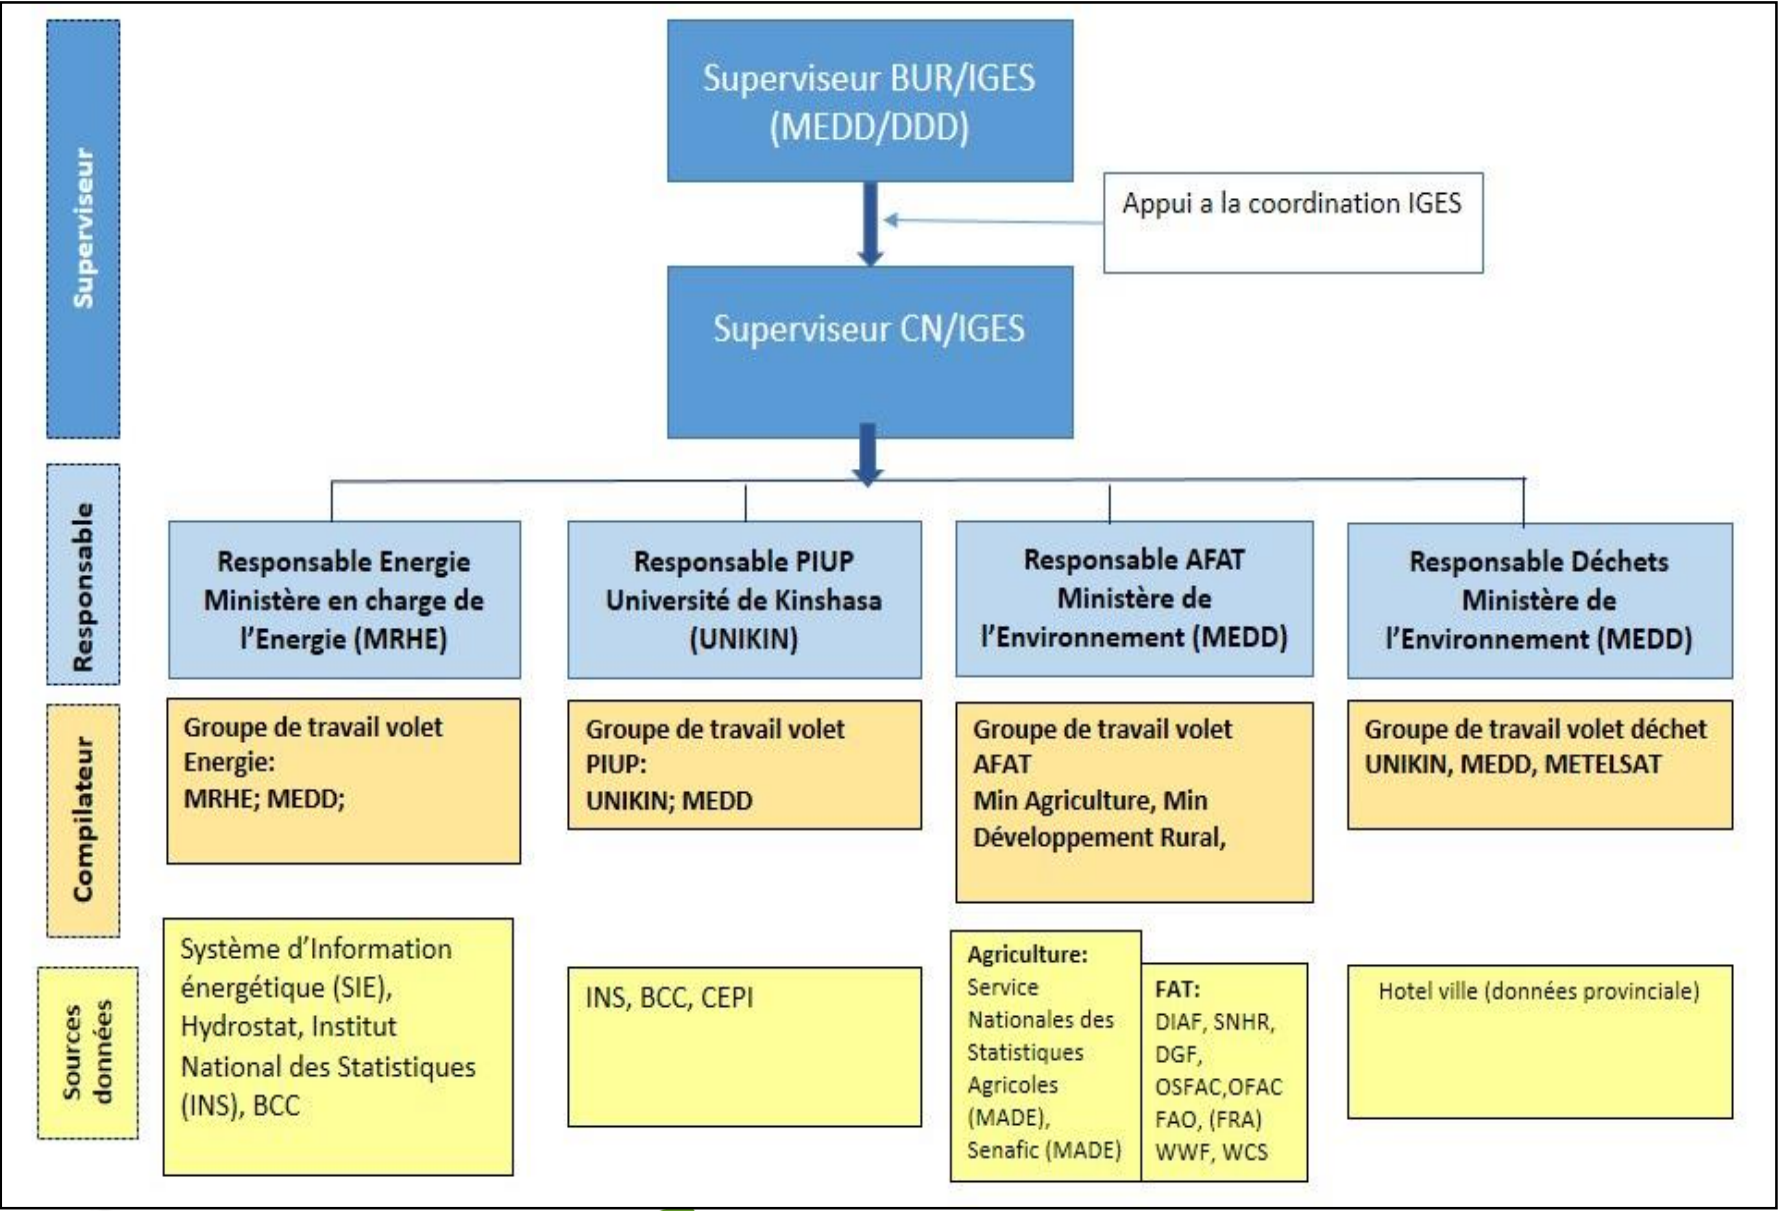 Superviseur
Superviseur BUR/IGES
(MEDD/DDD)
Appui a la coordination IGES
Superviseur CN/IGES
Responsable
Responsable Energie
Ministère en charge de
l’Energie (MRHE)
Responsable PIUP
Université de Kinshasa
(UNIKIN)
Responsable AFAT
Ministère de
l’Environnement (MEDD)
Responsable Déchets
Ministère de
l’Environnement (MEDD)
Compilateur
Groupe de travail volet
Energie:
MRHE; MEDD;
Groupe de travail volet
PIUP:
UNIKIN; MEDD
Groupe de travail volet
AFAT
Min Agriculture, Min
Développement Rural,
Groupe de travail volet déchet
UNIKIN, MEDD, METELSAT
Sources
données
Système d’Information
énergétique (SIE),
Hydrostat, Institut
National des Statistiques
(INS), BCC
INS, BCC, CEPI
Agriculture:
Service
Nationales des
Statistiques
Agricoles
(MADE),
Senafic (MADE)
FAT:
DIAF, SNHR,
DGF,
OSFAC,OFAC
FAO, (FRA)
WWF, WCS
Hotel ville (données provinciale)